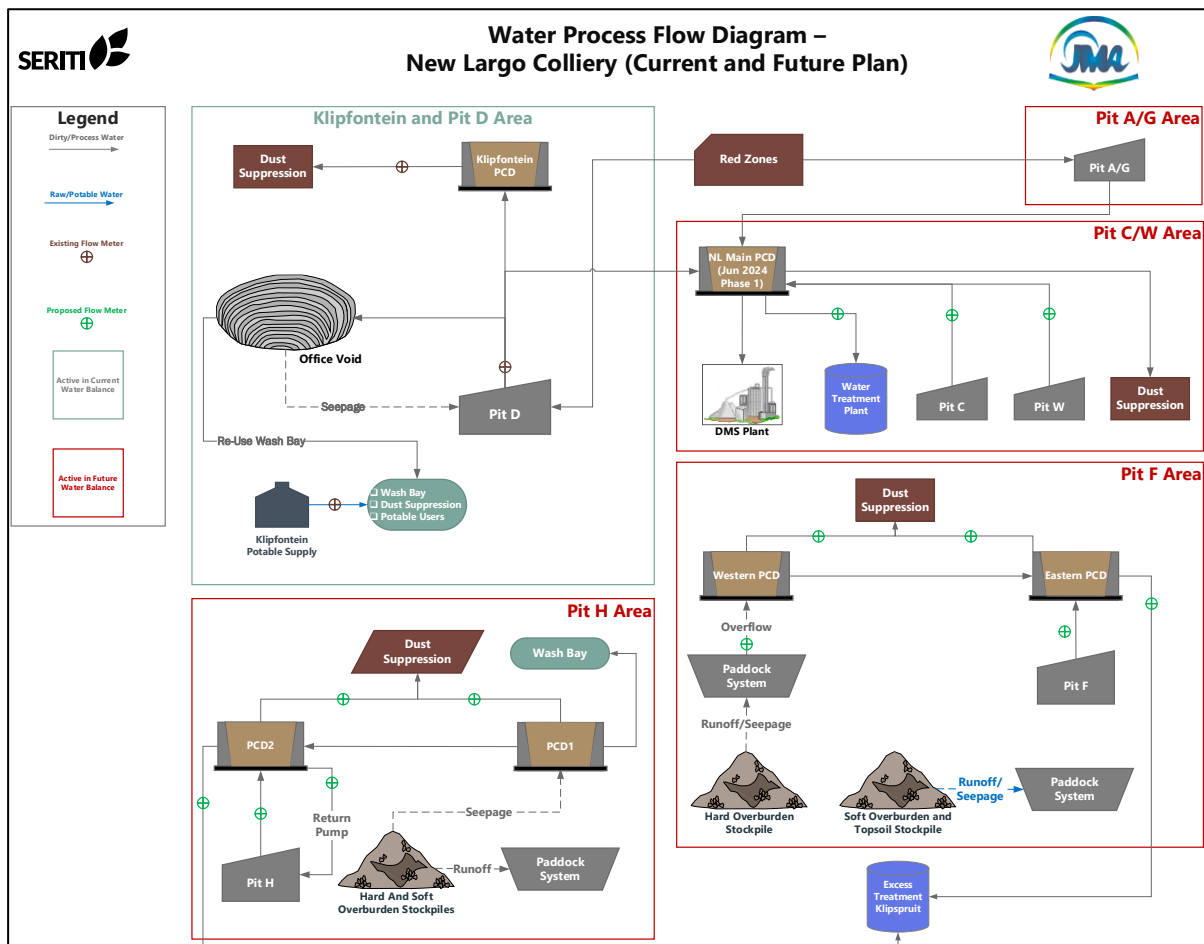 SERITI
Water Process Flow Diagram –
New Largo Colliery (Current and Future Plan)
JMA
Legend
Dirty/Process Water
Raw/Potable Water
Existing Flow Meter
Proposed Flow Meter
Active in Current
Water Balance
Active in Future
Water Balance
Klipfontein and Pit D Area
Dust
Suppression
Klipfontein
PCD
Office Void
Seepage
Pit D
Re-Use Wash Bay
Klipfontein
Potable Supply
❑ Wash Bay
❑ Dust Suppression
❑ Potable Users
Red Zones
Pit A/G Area
Pit A/G
Pit C/W Area
NL Main PCD
(Jun 2024
Phase 1)
DMS Plant
Water
Treatment
Plant
Pit C
Pit W
Dust
Suppression
Pit F Area
Dust
Suppression
Western PCD
Eastern PCD
Overflow
Paddock
System
Pit F
Runoff/Seepage
Hard Overburden
Stockpile
Soft Overburden and
Topsoil Stockpile
Runoff/
Seepage
Paddock
System
Pit H Area
Dust
Suppression
Wash Bay
PCD2
PCD1
Seepage
Return
Pump
Pit H
Runoff
Paddock
System
Hard And Soft
Overburden Stockpiles
Excess
Treatment
Klipspruit